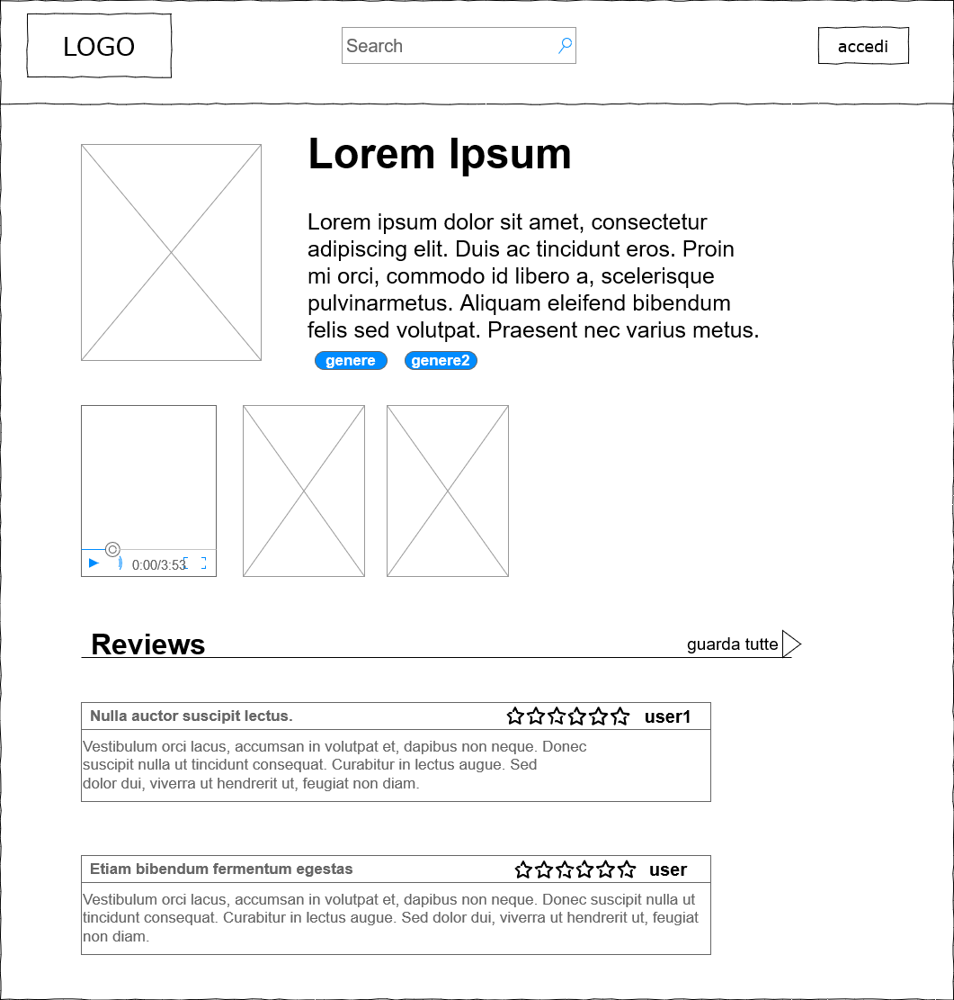 LOGO
Search
accedi
Lorem Ipsum
Lorem ipsum dolor sit amet, consectetur
adipiscing elit. Duis ac tincidunt eros. Proin
mi orci, commodo id libero a, scelerisque
pulvinarmetus. Aliquam eleifend bibendum
felis sed volutpat. Praesent nec varius metus.
genere genere2
0:00/3:53
Reviews
guarda tutte
Nulla auctor suscipit lectus.
user1
Vestibulum orci lacus, accumsan in volutpat et, dapibus non neque. Donec
suscipit nulla ut tincidunt consequat. Curabitur in lectus augue. Sed
dolor dui, viverra ut hendrerit ut, feugiat non diam.
Etiam bibendum fermentum egestas
user
Vestibulum orci lacus, accumsan in volutpat et, dapibus non neque. Donec suscipit nulla ut
tincidunt consequat. Curabitur in lectus augue. Sed dolor dui, viverra ut hendrerit ut, feugiat
non diam.